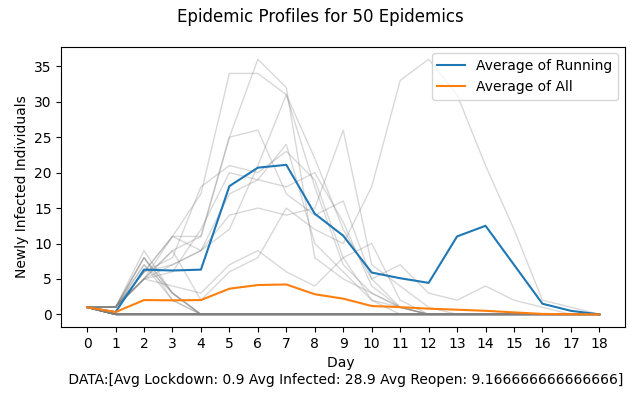 Epidemic Profiles for 50 Epidemics
Average of Running
Average of All
Newly Infected Individuals
35
30
25
20
15
10
5
0
0 1 2 3 4 5 6 7 8 9 10 11 12 13 14 15 16 17 18
Day
DATA:[Avg Lockdown: 0.9 Avg Infected: 28.9 Avg Reopen: 9.166666666666666]